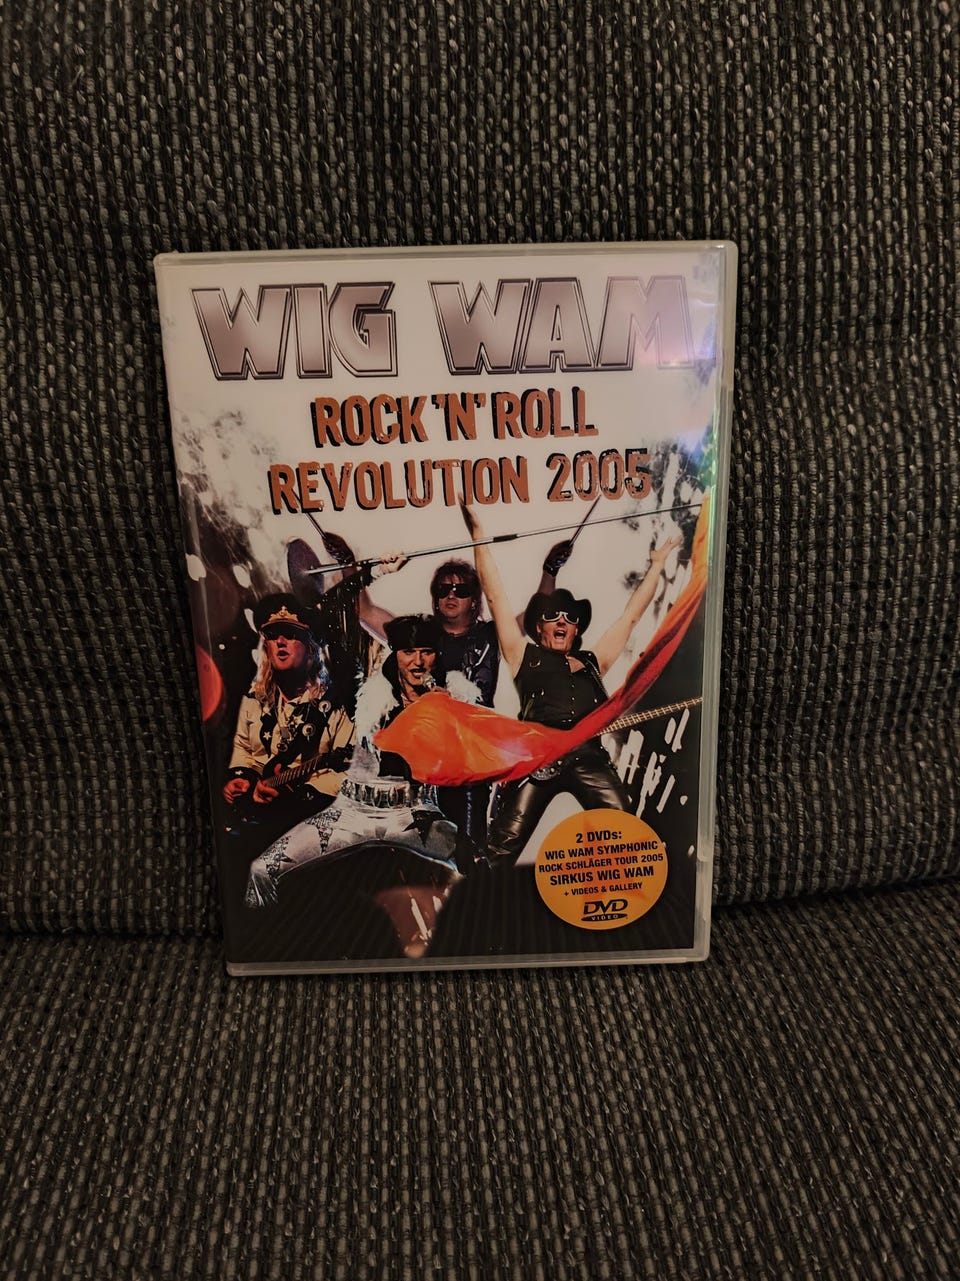 WIG WAM
ROCK 'N' ROLL
REVOLUTION 2005
2 DVDs:
WIG WAM SYMPHONIC
ROCK SCHLÄGER TOUR 2005
SIRKUS WIG WAM
+ VIDEOS & GALLERY
DVD
VIDEO